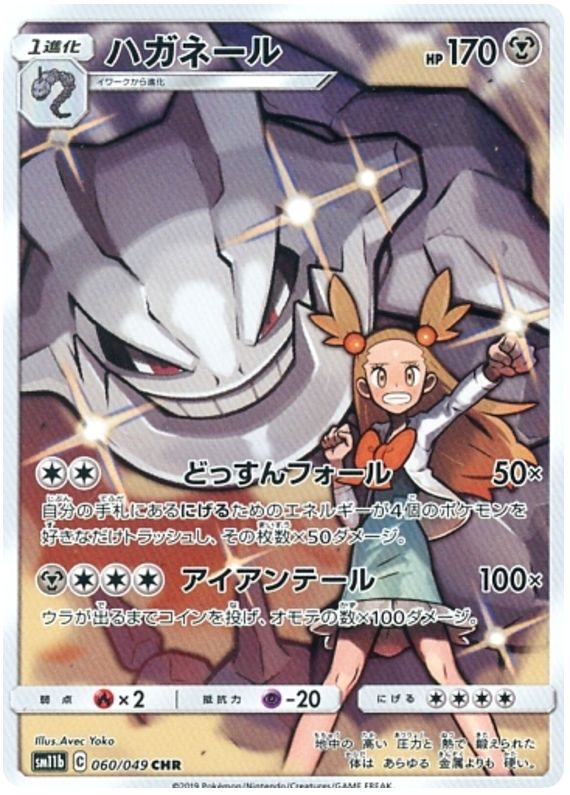 1進化
ハガネール
HP 170
イワークから進化
どっすんフォール 50×
自分の手札にあるにげるためのエネルギーが4個のポケモンを
好きなだけトラッシュし、その枚数×50ダメージ。
アイアンテール 100×
ウラが出るまでコインを投げ、オモテの数×100ダメージ。
弱点 ×2 抵抗力 -20 にげる
Illus. Avec Yoko
地中の 高い 圧力と 熱で 鍛えられた
体は あらゆる 金属よりも 硬い。
sm11b C 060/049 CHR
©2019 Pokémon/Nintendo/Creatures/GAME FREAK.